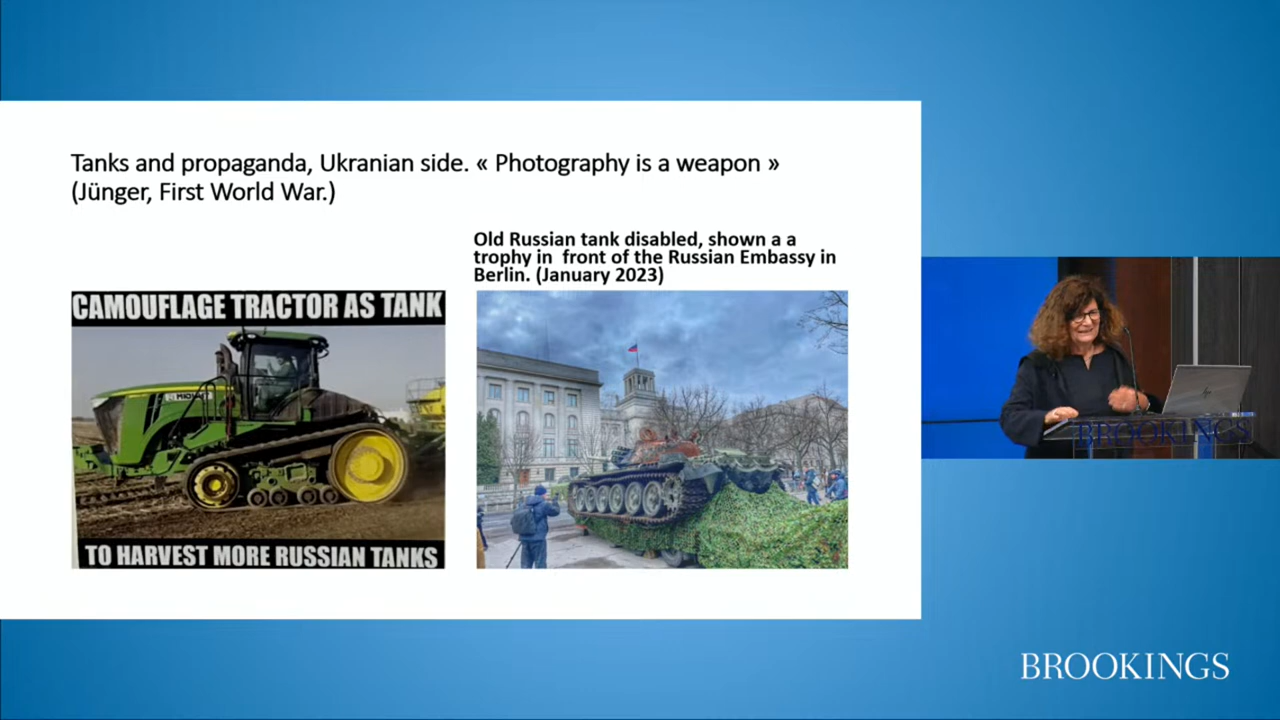 Tanks and propaganda, Ukranian side. « Photography is a weapon »
(Jünger, First World War.)
Old Russian tank disabled, shown a a
trophy in front of the Russian Embassy in
Berlin. (January 2023)
CAMOUFLAGE TRACTOR AS TANK
TO HARVEST MORE RUSSIAN TANKS
BROOKINGS
BROOKINGS